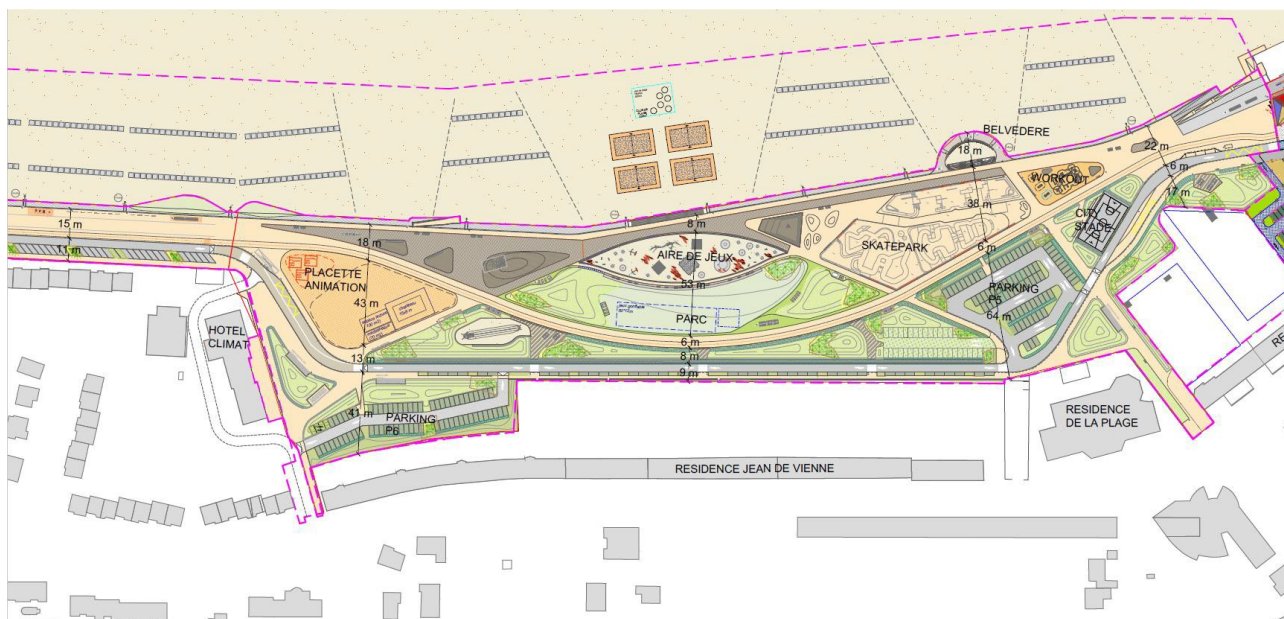 BELVEDERE
18 m
22 m
6 m
WORKOUT
17 m
38 m
15 m
8 m
CITY
STADE
11 m
18 m
AIRE DE JEUX
SKATEPARK
6 m
PLACETTE
ANIMATION
53 m
PARKING
P5
43 m
64 m
PARC
HOTEL
CLIMAT
6 m
13 m
8 m
9 m
41 m
PARKING
P6
RESIDENCE
DE LA PLAGE
RESIDENCE JEAN DE VIENNE